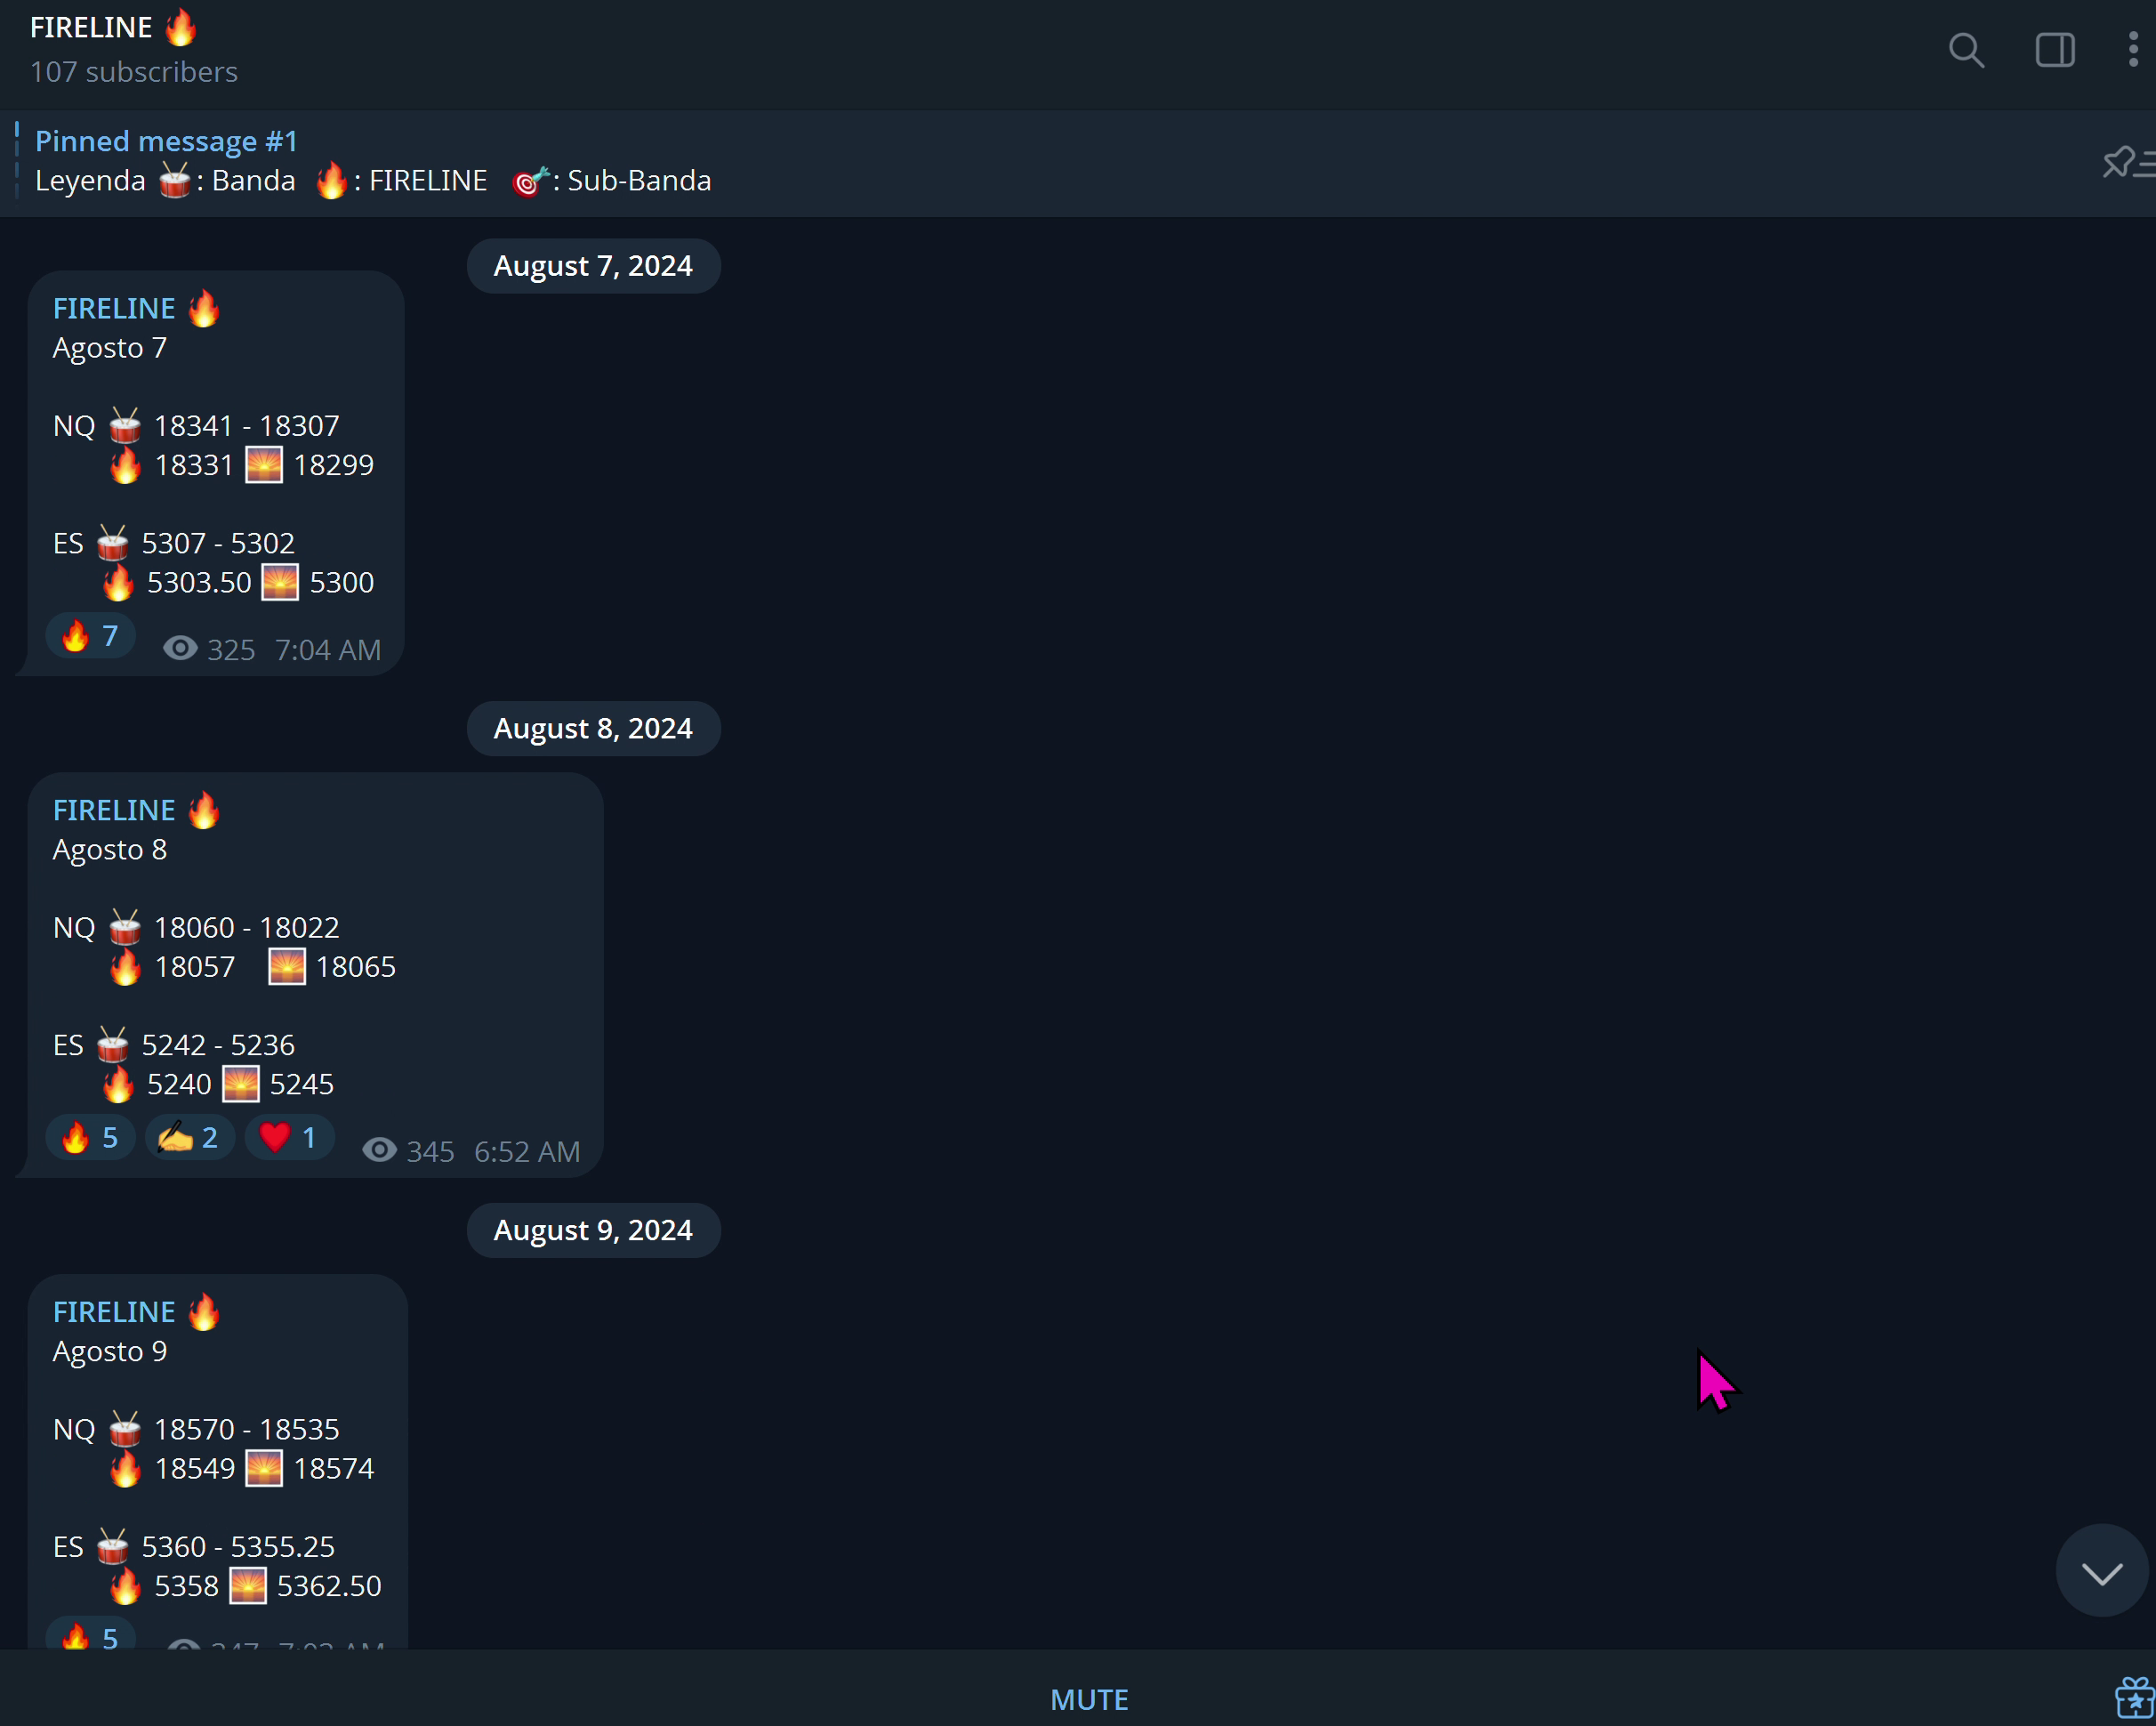 FIRELINE 🔥
107 subscribers
Pinned message #1
Leyenda 🥁: Banda 🔥: FIRELINE 🎯: Sub-Banda
August 7, 2024
FIRELINE 🔥
Agosto 7
NQ 🥁 18341 - 18307
🔥 18331 🌅 18299
ES 🥁 5307 - 5302
🔥 5303.50 🌅 5300
🔥 7 325 7:04 AM
August 8, 2024
FIRELINE 🔥
Agosto 8
NQ 🥁 18060 - 18022
🔥 18057 🌅 18065
ES 🥁 5242 - 5236
🔥 5240 🌅 5245
🔥 5 ✍️ 2 ❤️ 1 345 6:52 AM
August 9, 2024
FIRELINE 🔥
Agosto 9
NQ 🥁 18570 - 18535
🔥 18549 🌅 18574
ES 🥁 5360 - 5355.25
🔥 5358 🌅 5362.50
🔥 5
MUTE